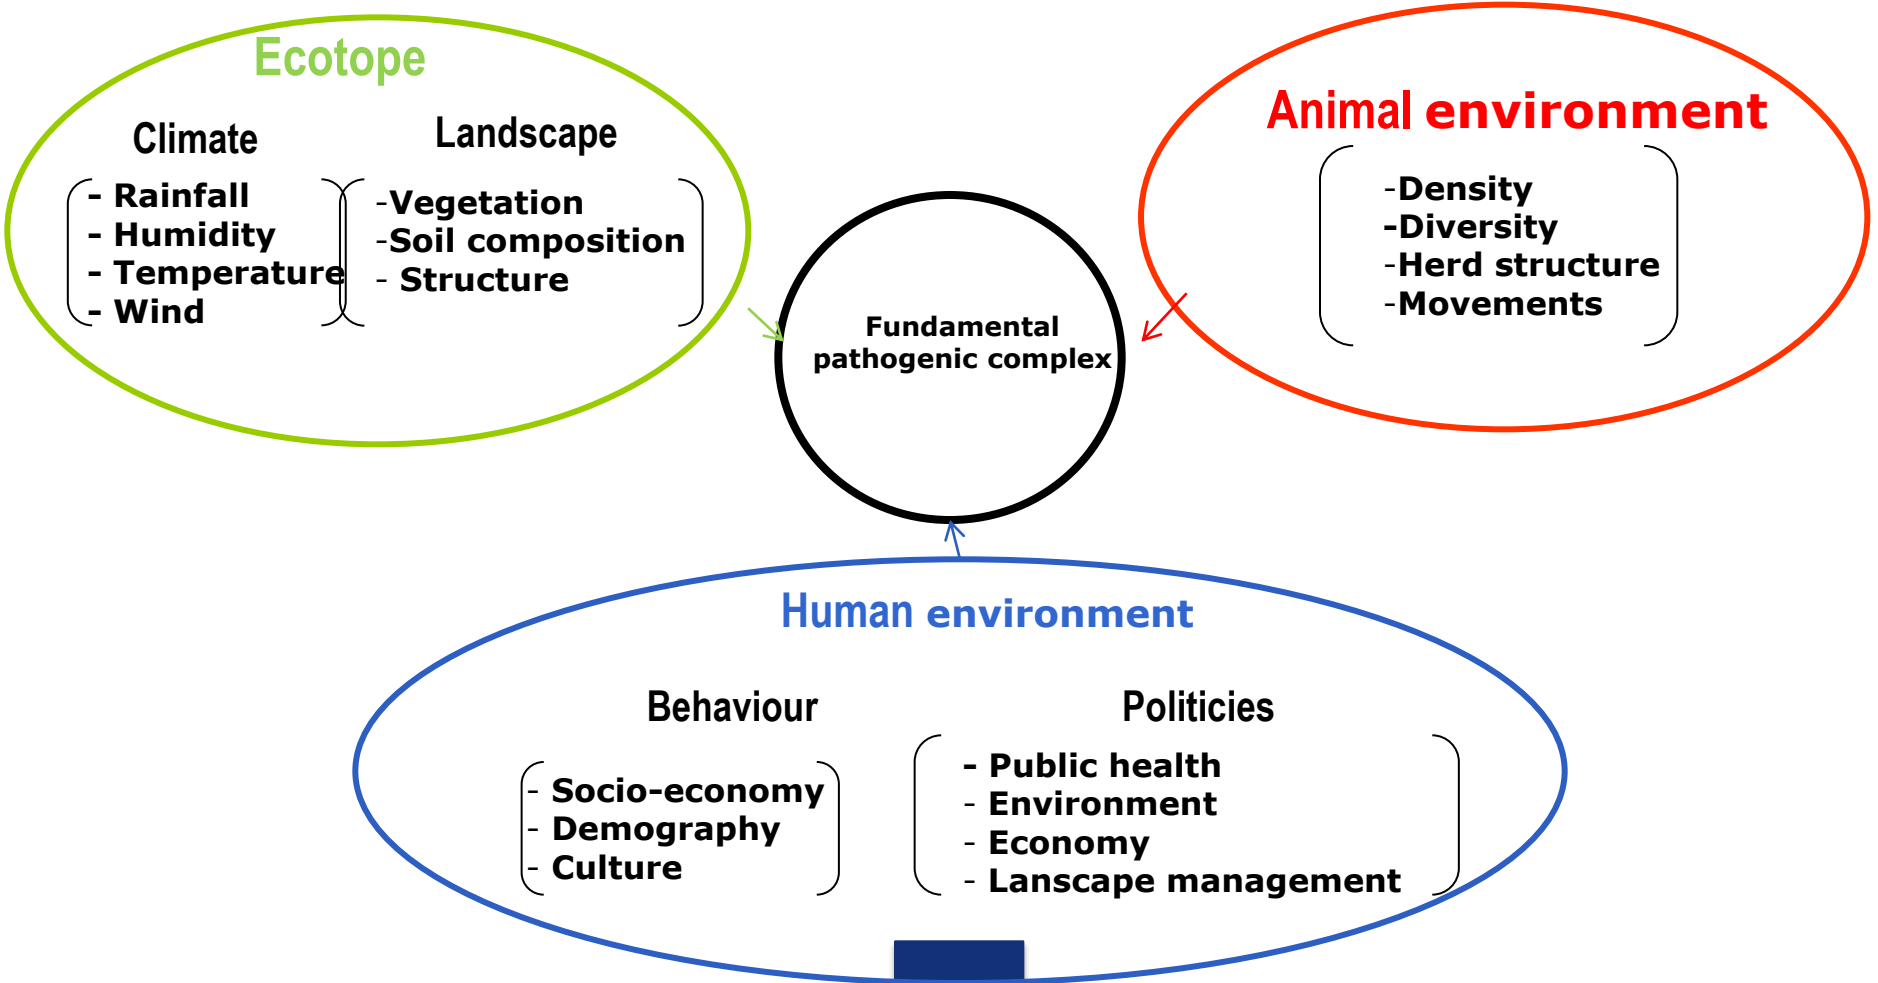 Ecotope
Climate
- Rainfall
- Humidity
- Temperature
- Wind
Landscape
-Vegetation
-Soil composition
- Structure
Animal environment
-Density
-Diversity
-Herd structure
-Movements
Fundamental
pathogenic complex
Human environment
Behaviour
- Socio-economy
- Demography
- Culture
Politicies
- Public health
- Environment
- Economy
- Lanscape management